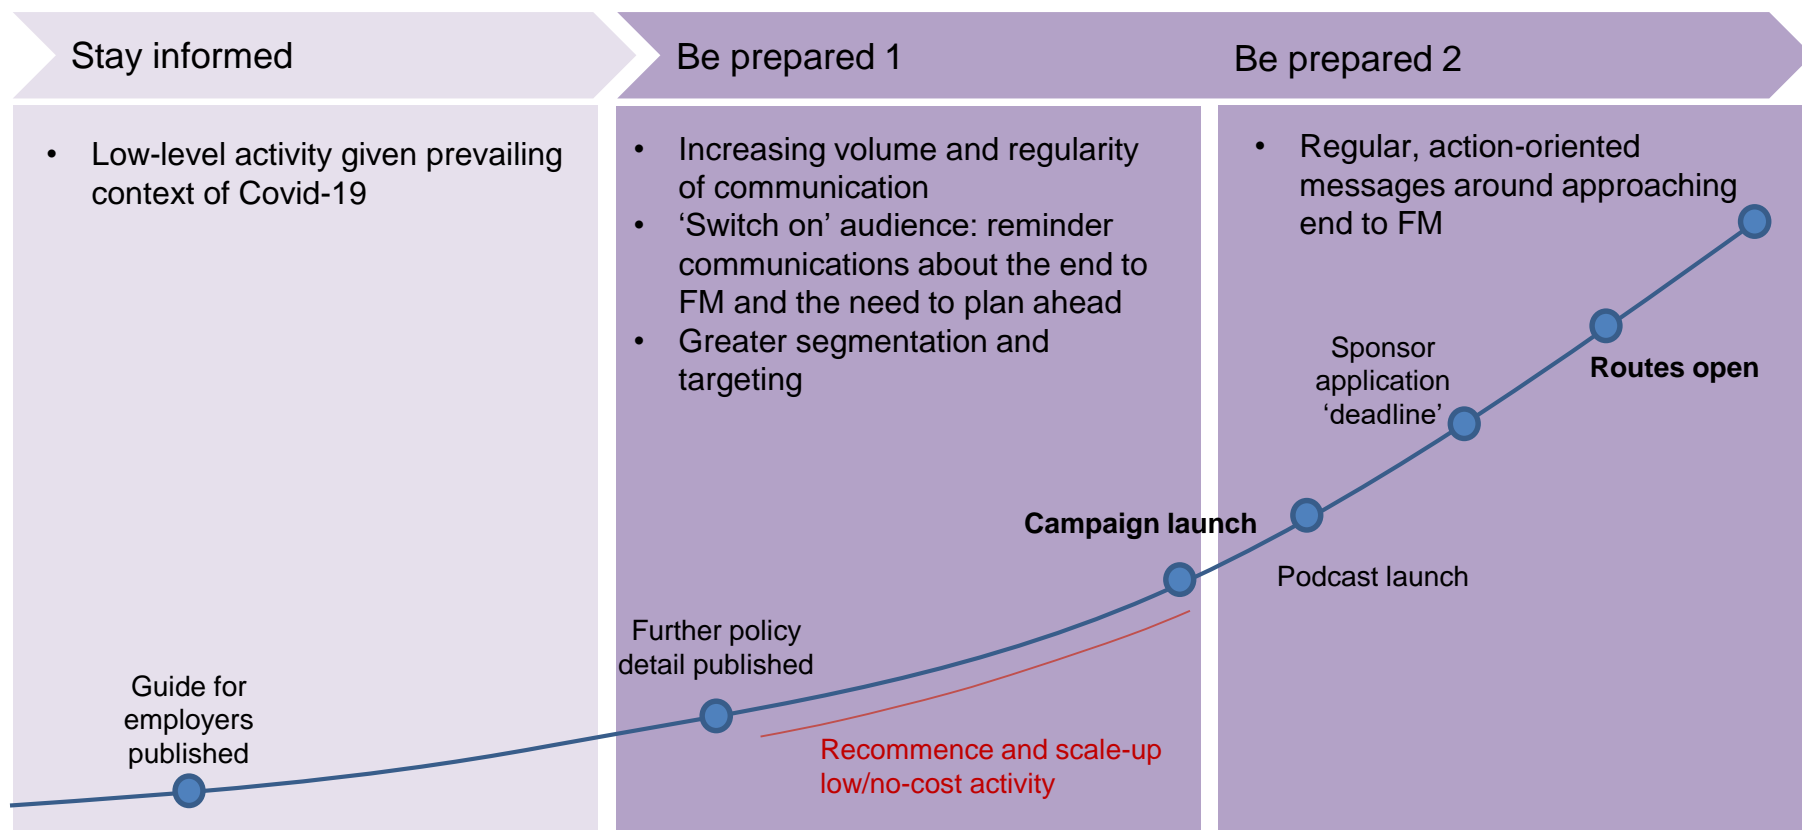 Stay informed
Be prepared 1
Be prepared 2
• Low-level activity given prevailing
context of Covid-19
• Increasing volume and regularity
of communication
• ‘Switch on’ audience: reminder
communications about the end to
FM and the need to plan ahead
• Greater segmentation and
targeting
• Regular, action-oriented
messages around approaching
end to FM
Guide for
employers
published
Further policy
detail published
Recommence and scale-up
low/no-cost activity
Campaign launch
Podcast launch
Sponsor
application
‘deadline’
Routes open